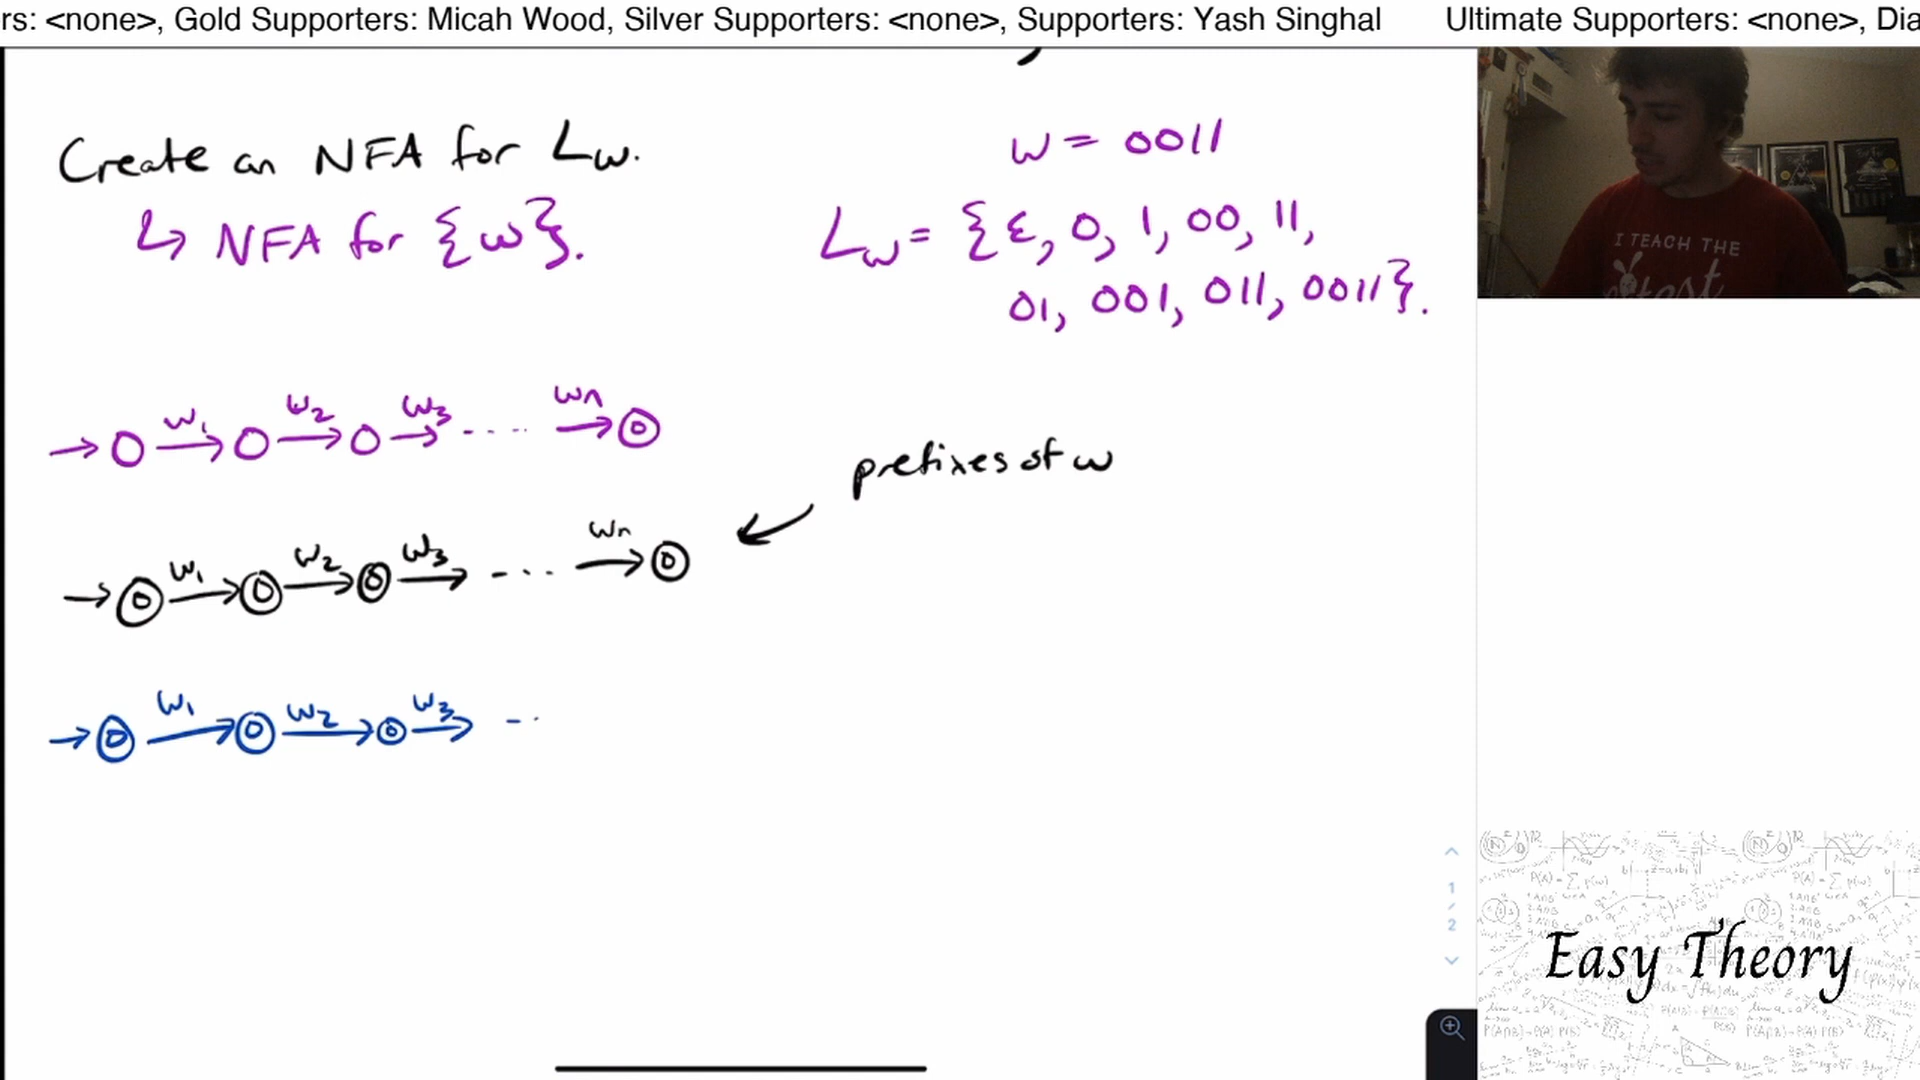 rs: <none>, Gold Supporters: Micah Wood, Silver Supporters: <none>, Supporters: Yash Singhal Ultimate Supporters: <none>, Dia
Create an NFA for Lw.
↳ NFA for {w}.
w = 0011
Lw = {ε, 0, 1, 00, 11,
01, 001, 011, 0011}.
I TEACH THE
w1 w2 w3 .... wn
prefixes of w
w1 w2 w3 ... wn
w1 w2 w3 ..
1
2
Easy Theory